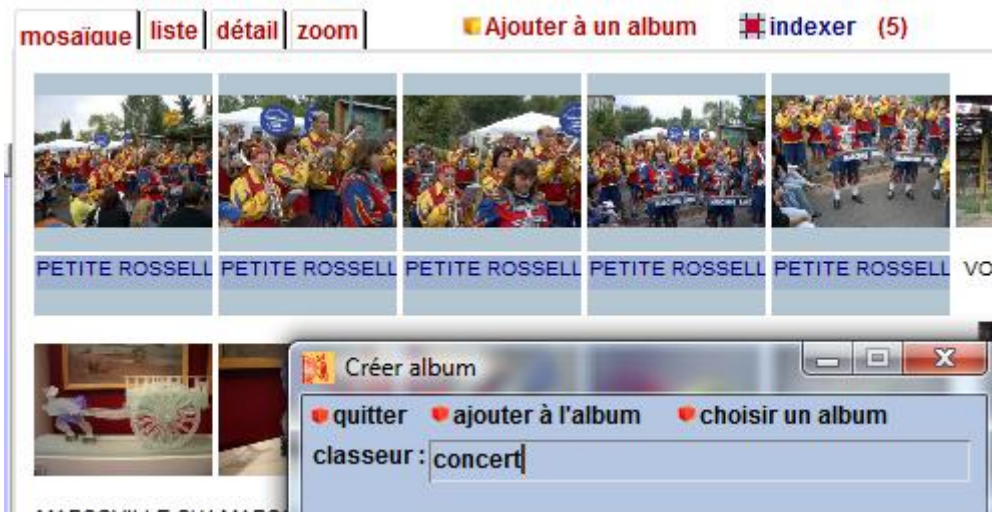 mosaïque liste détail zoom Ajouter à un album indexer (5)
PETITE ROSSELL PETITE ROSSELL PETITE ROSSELL PETITE ROSSELL PETITE ROSSELL VO
Créer album
quitter ajouter à l'album choisir un album
classeur : concert